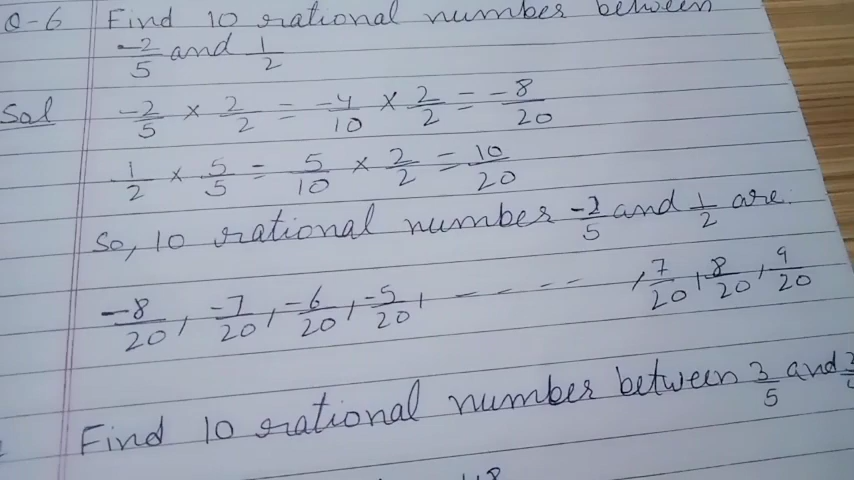 Q-6 Find 10 rational number between
-2/5 and 1/2
Sol -2/5 × 2/2 = -4/10 × 2/2 = -8/20
1/2 × 5/5 = 5/10 × 2/2 = 10/20
So, 10 rational number -2/5 and 1/2 are.
-8/20, -7/20, -6/20, -5/20, - - - - - , 7/20, 8/20, 9/20
Find 10 rational number between 3/5 and